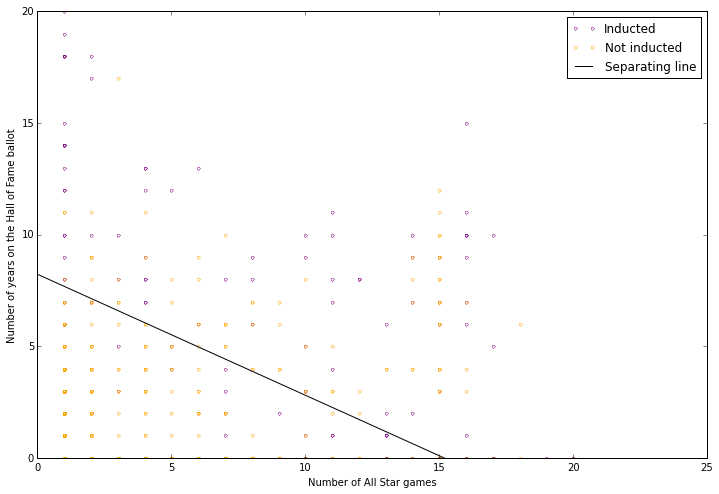 20
15
10
5
0
0
5
10
15
20
25
Number of years on the Hall of Fame ballot
Number of All Star games
Inducted
Not inducted
Separating line